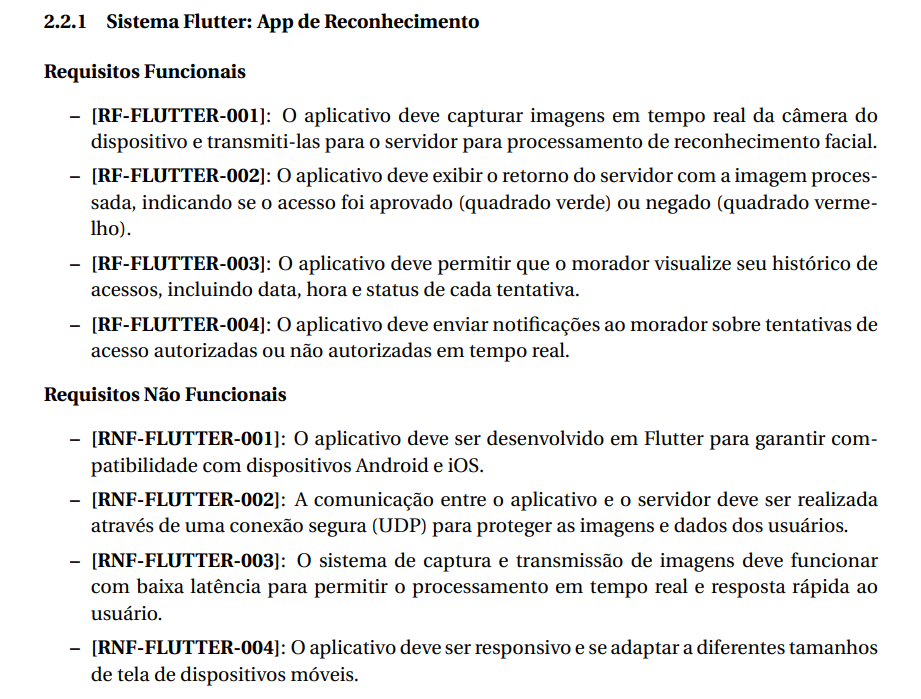 2.2.1 Sistema Flutter: App de Reconhecimento
Requisitos Funcionais
– [RF-FLUTTER-001]: O aplicativo deve capturar imagens em tempo real da câmera do
dispositivo e transmiti-las para o servidor para processamento de reconhecimento facial.
– [RF-FLUTTER-002]: O aplicativo deve exibir o retorno do servidor com a imagem proces-
sada, indicando se o acesso foi aprovado (quadrado verde) ou negado (quadrado verme-
lho).
– [RF-FLUTTER-003]: O aplicativo deve permitir que o morador visualize seu histórico de
acessos, incluindo data, hora e status de cada tentativa.
– [RF-FLUTTER-004]: O aplicativo deve enviar notificações ao morador sobre tentativas de
acesso autorizadas ou não autorizadas em tempo real.
Requisitos Não Funcionais
– [RNF-FLUTTER-001]: O aplicativo deve ser desenvolvido em Flutter para garantir com-
patibilidade com dispositivos Android e iOS.
– [RNF-FLUTTER-002]: A comunicação entre o aplicativo e o servidor deve ser realizada
através de uma conexão segura (UDP) para proteger as imagens e dados dos usuários.
– [RNF-FLUTTER-003]: O sistema de captura e transmissão de imagens deve funcionar
com baixa latência para permitir o processamento em tempo real e resposta rápida ao
usuário.
– [RNF-FLUTTER-004]: O aplicativo deve ser responsivo e se adaptar a diferentes tamanhos
de tela de dispositivos móveis.